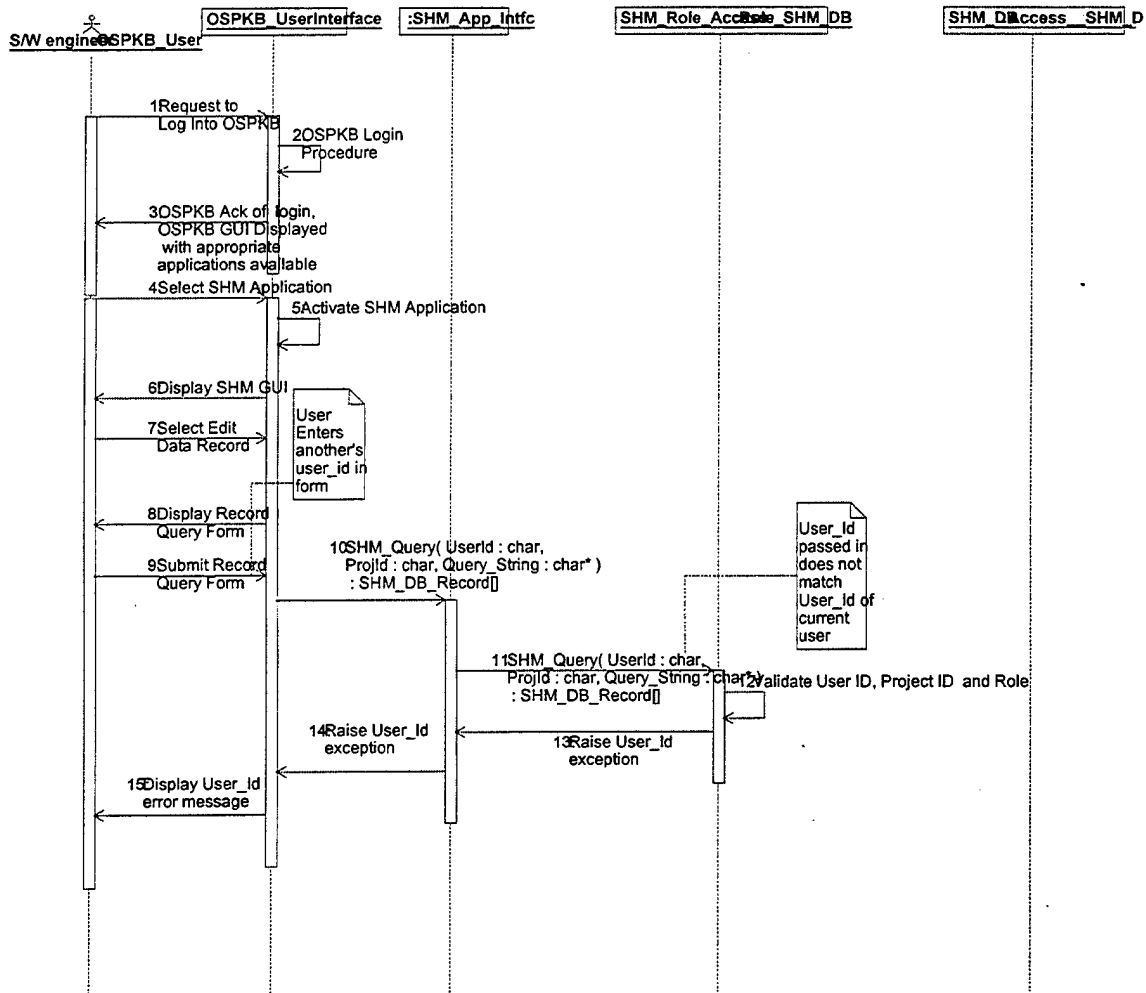 OSPKB_UserInterface
:SHM_App_Intfc
S/W engineer OSPKB_User
1Request to
Log Into OSPKB
2OSPKB Login
Procedure
3OSPKB Ack of login,
OSPKB GUI Displayed
with appropriate
applications available
4Select SHM Application
5Activate SHM Application
6Display SHM GUI
User
Enters
another's
user_id in
form
7Select Edit
Data Record
8Display Record
Query Form
User_Id
passed in
does not
match
User_Id of
current
user
9Submit Record
Query Form
10SHM_Query( UserId : char,
ProjId : char, Query_String : char* )
: SHM_DB_Record[]
11SHM_Query( UserId : char,
ProjId : char, Query_String : char* )
: SHM_DB_Record[]
12Validate User ID, Project ID and Role
13Raise User_Id
exception
14Raise User_Id
exception
15Display User_Id
error message